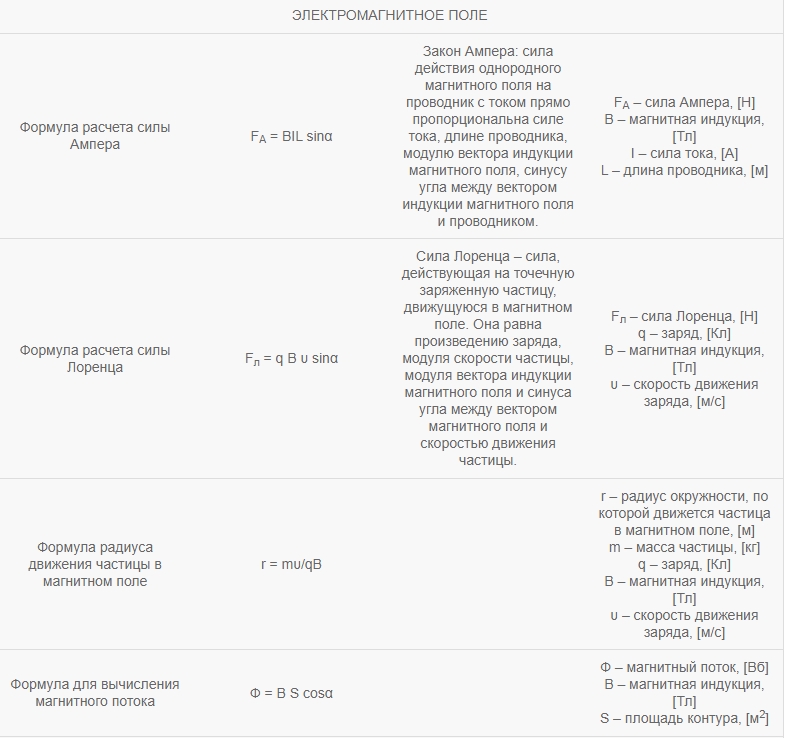 ЭЛЕКТРОМАГНИТНОЕ ПОЛЕ
Формула расчета силы
Ампера
F_A = BIL sinα
Закон Ампера: сила
действия однородного
магнитного поля на
проводник с током прямо
пропорциональна силе
тока, длине проводника,
модулю вектора индукции
магнитного поля, синусу
угла между вектором
индукции магнитного поля
и проводником.
F_A – сила Ампера, [Н]
B – магнитная индукция,
[Тл]
I – сила тока, [А]
L – длина проводника, [м]
Формула расчета силы
Лоренца
F_л = q B υ sinα
Сила Лоренца – сила,
действующая на точечную
заряженную частицу,
движущуюся в магнитном
поле. Она равна
произведению заряда,
модуля скорости частицы,
модуля вектора индукции
магнитного поля и синуса
угла между вектором
магнитного поля и
скоростью движения
частицы.
F_л – сила Лоренца, [Н]
q – заряд, [Кл]
B – магнитная индукция,
[Тл]
υ – скорость движения
заряда, [м/с]
Формула радиуса
движения частицы в
магнитном поле
r = mυ/qB
r – радиус окружности, по
которой движется частица
в магнитном поле, [м]
m – масса частицы, [кг]
q – заряд, [Кл]
B – магнитная индукция,
[Тл]
υ – скорость движения
заряда, [м/с]
Формула для вычисления
магнитного потока
Ф = B S cosα
Ф – магнитный поток, [Вб]
B – магнитная индукция,
[Тл]
S – площадь контура, [м²]